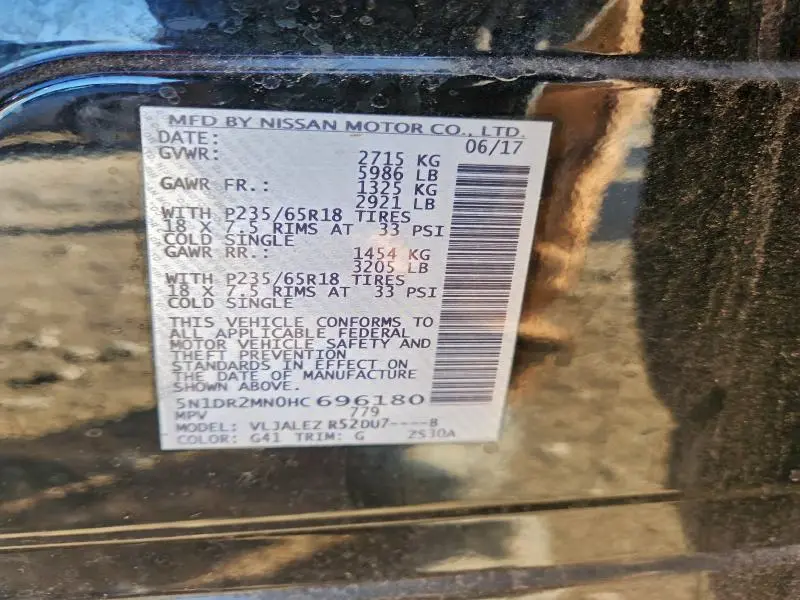 MFD BY NISSAN MOTOR CO., LTD.
DATE: 06/17
GVWR: 2715 KG
5986 LB
GAWR FR.: 1325 KG
2921 LB
WITH P235/65R18 TIRES
18 X 7.5 RIMS AT 33 PSI
COLD SINGLE
GAWR RR.: 1454 KG
3205 LB
WITH P235/65R18 TIRES
18 X 7.5 RIMS AT 33 PSI
COLD SINGLE
THIS VEHICLE CONFORMS TO
ALL APPLICABLE FEDERAL
MOTOR VEHICLE SAFETY AND
THEFT PREVENTION
STANDARDS IN EFFECT ON
THE DATE OF MANUFACTURE
SHOWN ABOVE.
5N1DR2MN0HC696180
MPV 779
MODEL: VLJALEZ R52DU7----B
COLOR: G41 TRIM: G ZS30A